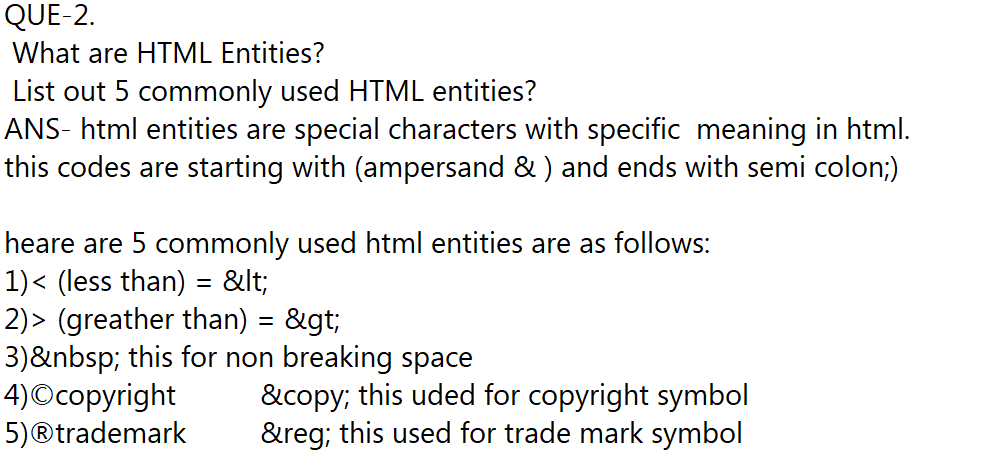 QUE-2.
What are HTML Entities?
List out 5 commonly used HTML entities?
ANS- html entities are special characters with specific  meaning in html.
this codes are starting with (ampersand & ) and ends with semi colon;)
heare are 5 commonly used html entities are as follows:
1)< (less than) = &lt;
2)> (greather than) = &gt;
3)&nbsp; this for non breaking space
4)©copyright          &copy; this uded for copyright symbol
5)®trademark         &reg; this used for trade mark symbol